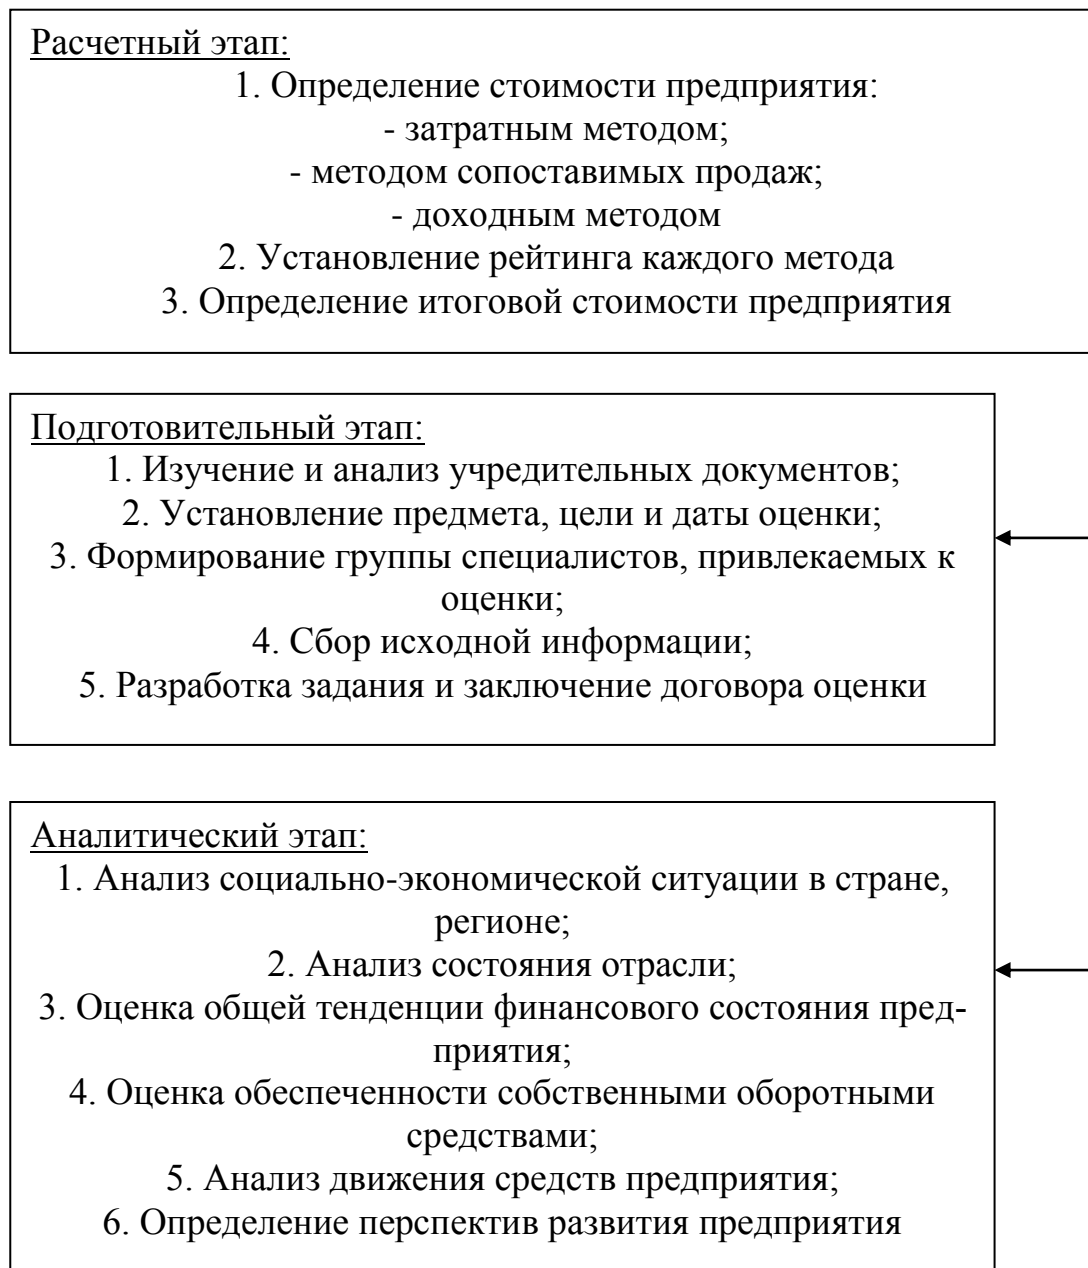 Расчетный этап:
1. Определение стоимости предприятия:
- затратным методом;
- методом сопоставимых продаж;
- доходным методом
2. Установление рейтинга каждого метода
3. Определение итоговой стоимости предприятия
Подготовительный этап:
1. Изучение и анализ учредительных документов;
2. Установление предмета, цели и даты оценки;
3. Формирование группы специалистов, привлекаемых к
оценки;
4. Сбор исходной информации;
5. Разработка задания и заключение договора оценки
Аналитический этап:
1. Анализ социально-экономической ситуации в стране,
регионе;
2. Анализ состояния отрасли;
3. Оценка общей тенденции финансового состояния пред-
приятия;
4. Оценка обеспеченности собственными оборотными
средствами;
5. Анализ движения средств предприятия;
6. Определение перспектив развития предприятия